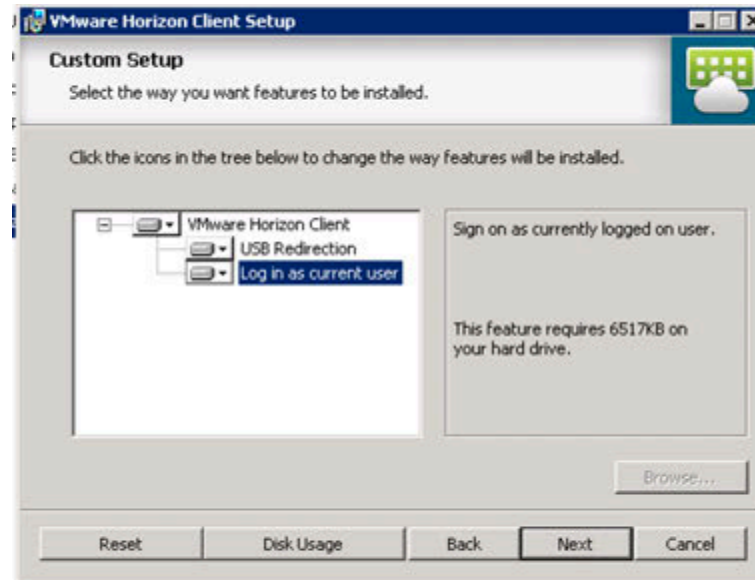 VMware Horizon Client Setup
Custom Setup
Select the way you want features to be installed.
Click the icons in the tree below to change the way features will be installed.
VMware Horizon Client
USB Redirection
Log in as current user
Sign on as currently logged on user.
This feature requires 6517KB on
your hard drive.
Browse...
Reset
Disk Usage
Back
Next
Cancel